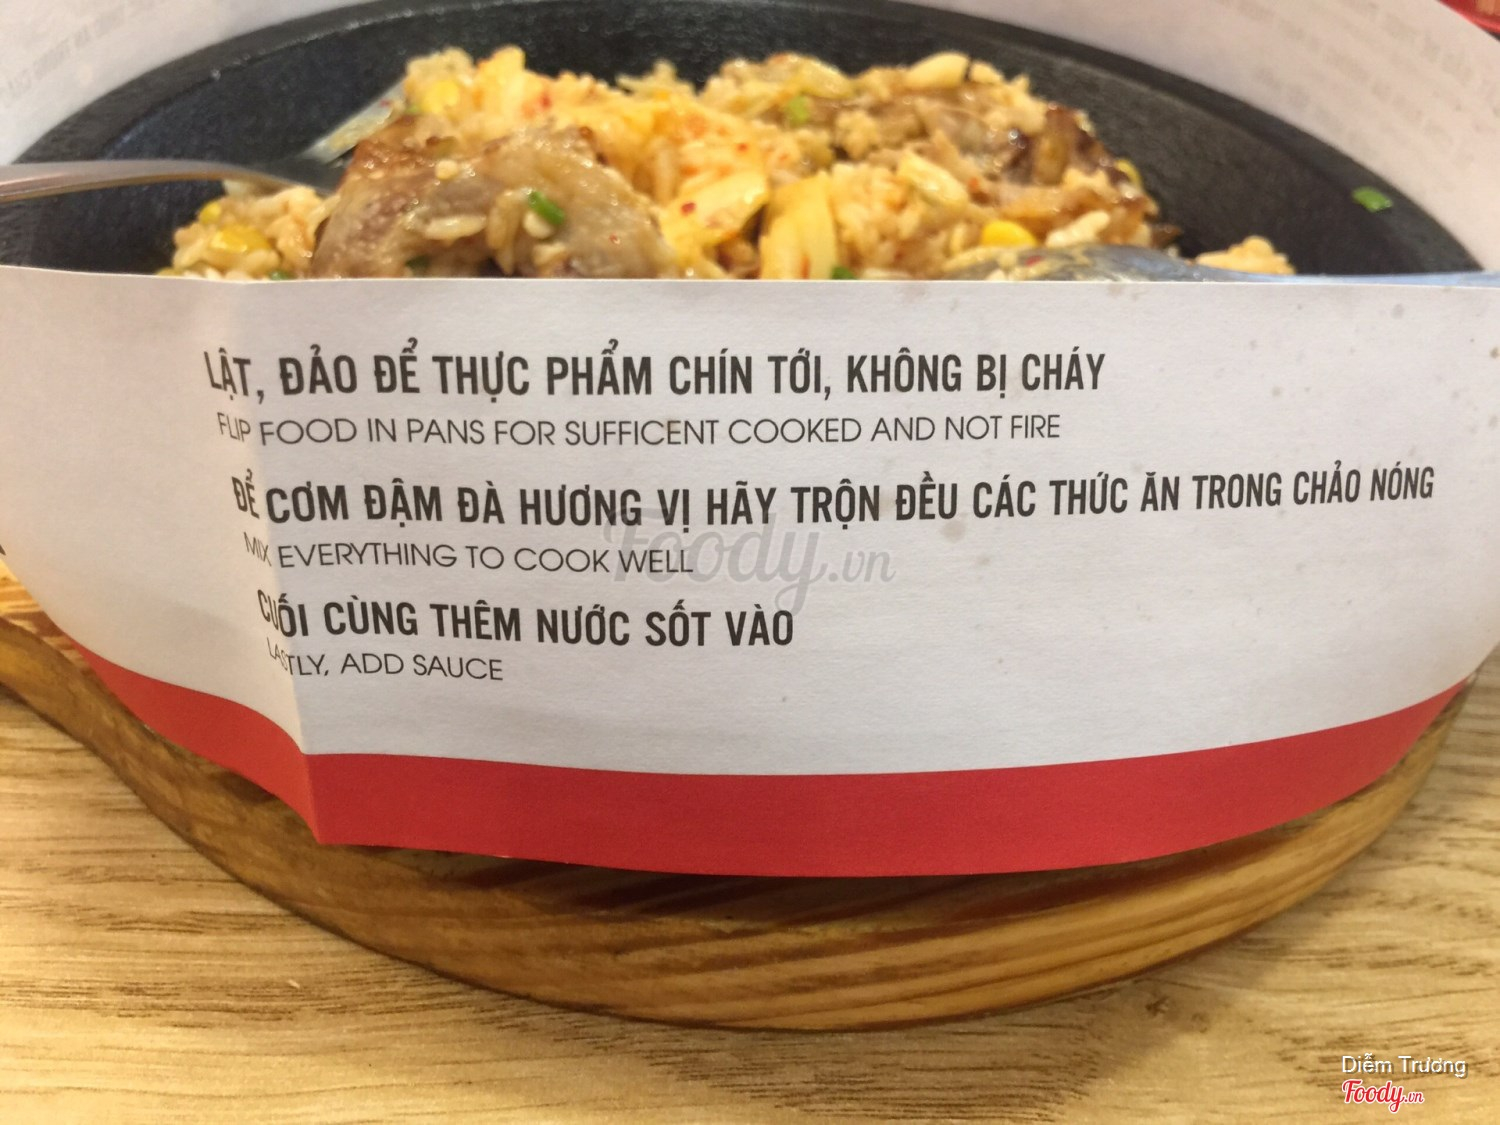 LẬT, ĐẢO ĐỂ THỰC PHẨM CHÍN TỚI, KHÔNG BỊ CHÁY
FLIP FOOD IN PANS FOR SUFFICENT COOKED AND NOT FIRE
ĐỂ CƠM ĐẬM ĐÀ HƯƠNG VỊ HÃY TRỘN ĐỀU CÁC THỨC ĂN TRONG CHẢO NÓNG
MIX EVERYTHING TO COOK WELL
CUỐI CÙNG THÊM NƯỚC SỐT VÀO
LASTLY, ADD SAUCE
Foody.vn
Diễm Trương
Foody.vn